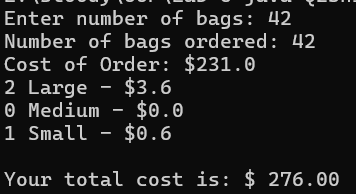 Enter number of bags: 42
Number of bags ordered: 42
Cost of Order: $231.0
2 Large - $3.6
0 Medium - $0.0
1 Small - $0.6
Your total cost is: $ 276.00